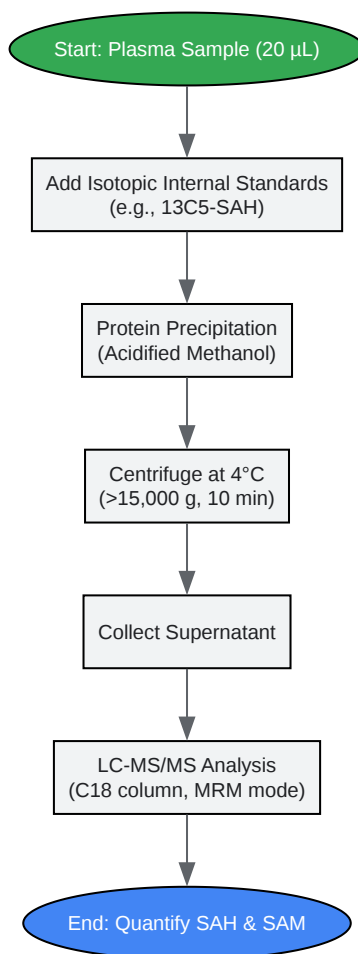 Start: Plasma Sample (20 µL)
Add Isotopic Internal Standards
(e.g., 13C5-SAH)
Protein Precipitation
(Acidified Methanol)
Centrifuge at 4°C
(>15,000 g, 10 min)
Collect Supernatant
LC-MS/MS Analysis
(C18 column, MRM mode)
End: Quantify SAH & SAM